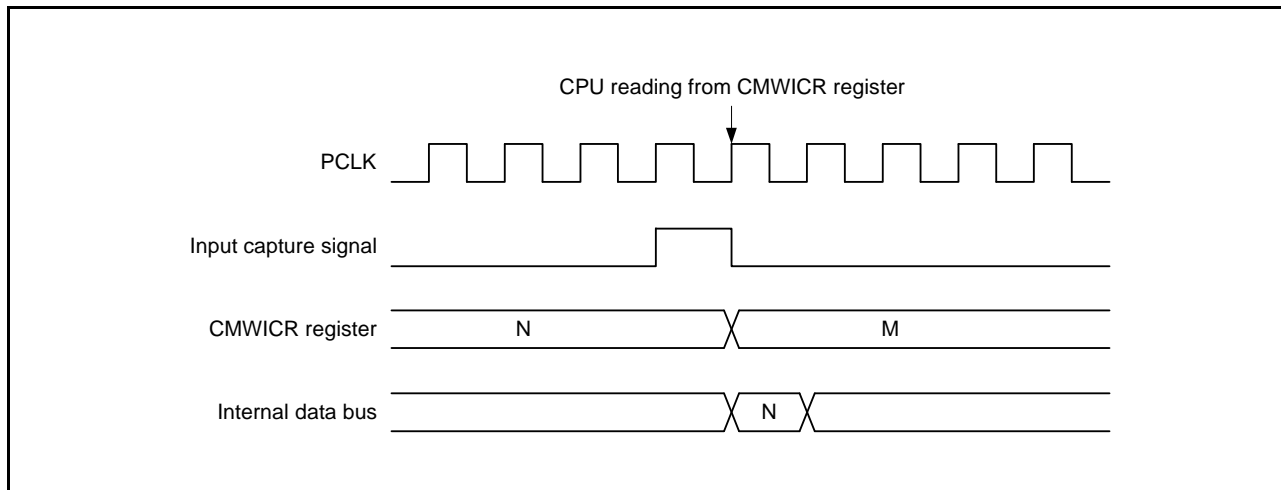 CPU reading from CMWICR register
PCLK
Input capture signal
CMWICR register
N
M
Internal data bus
N